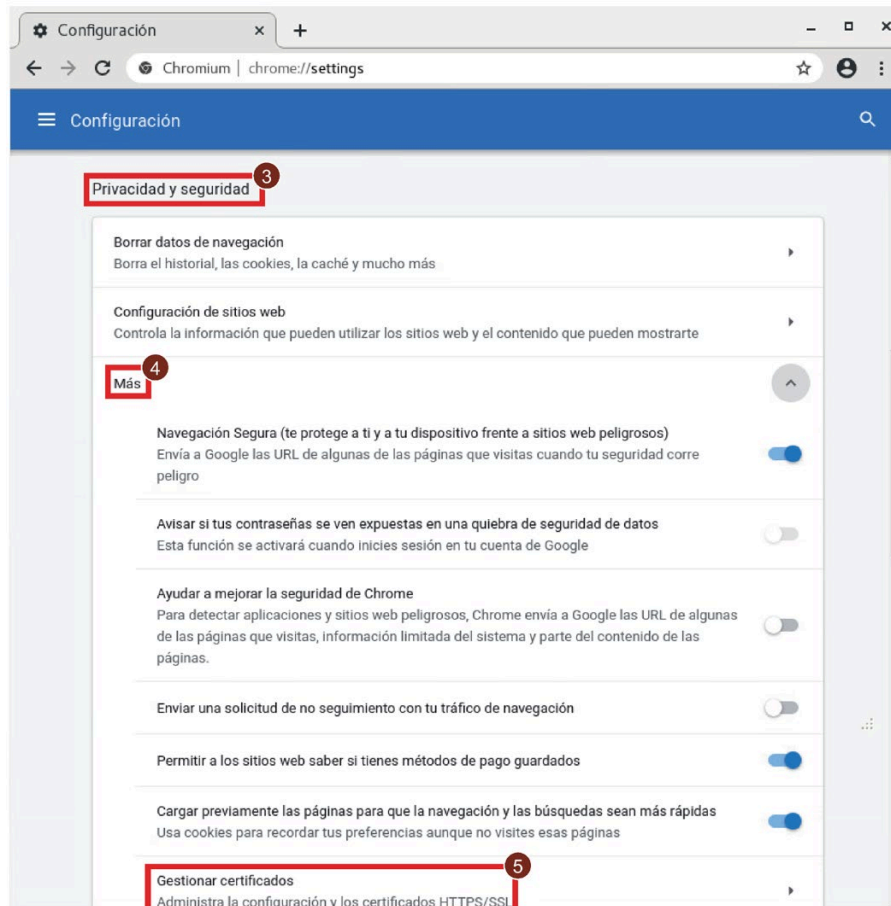 Configuración
Chromium | chrome://settings
Configuración
Privacidad y seguridad
3
Borrar datos de navegación
Borra el historial, las cookies, la caché y mucho más
Configuración de sitios web
Controla la información que pueden utilizar los sitios web y el contenido que pueden mostrarte
4
Más
Navegación Segura (te protege a ti y a tu dispositivo frente a sitios web peligrosos)
Envía a Google las URL de algunas de las páginas que visitas cuando tu seguridad corre
peligro
Avisar si tus contraseñas se ven expuestas en una quiebra de seguridad de datos
Esta función se activará cuando inicies sesión en tu cuenta de Google
Ayudar a mejorar la seguridad de Chrome
Para detectar aplicaciones y sitios web peligrosos, Chrome envía a Google las URL de algunas
de las páginas que visitas, información limitada del sistema y parte del contenido de las
páginas.
Enviar una solicitud de no seguimiento con tu tráfico de navegación
Permitir a los sitios web saber si tienes métodos de pago guardados
Cargar previamente las páginas para que la navegación y las búsquedas sean más rápidas
Usa cookies para recordar tus preferencias aunque no visites esas páginas
5
Gestionar certificados
Administra la configuración y los certificados HTTPS/SSL